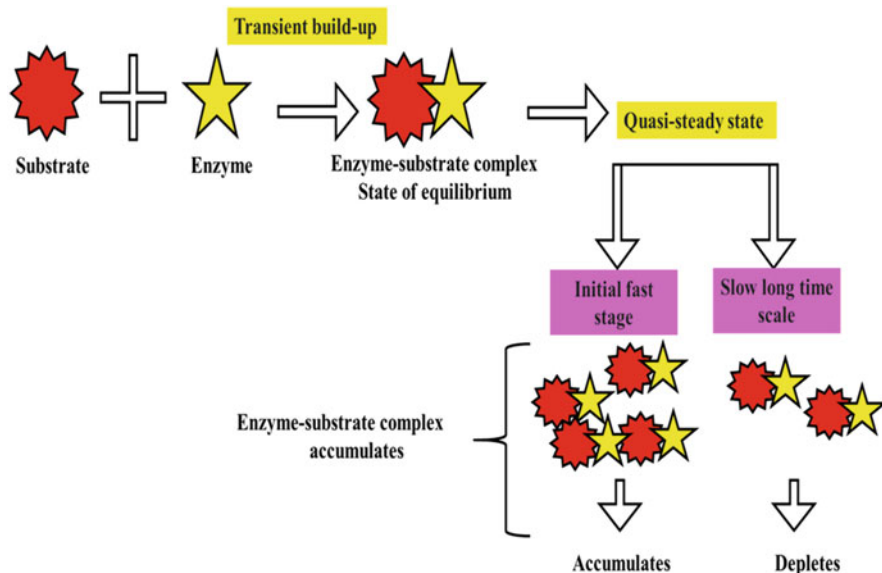 Transient build-up
Substrate
Enzyme
Enzyme-substrate complex
State of equilibrium
Quasi-steady state
Initial fast
stage
Slow long time
scale
Enzyme-substrate complex
accumulates
Accumulates
Depletes